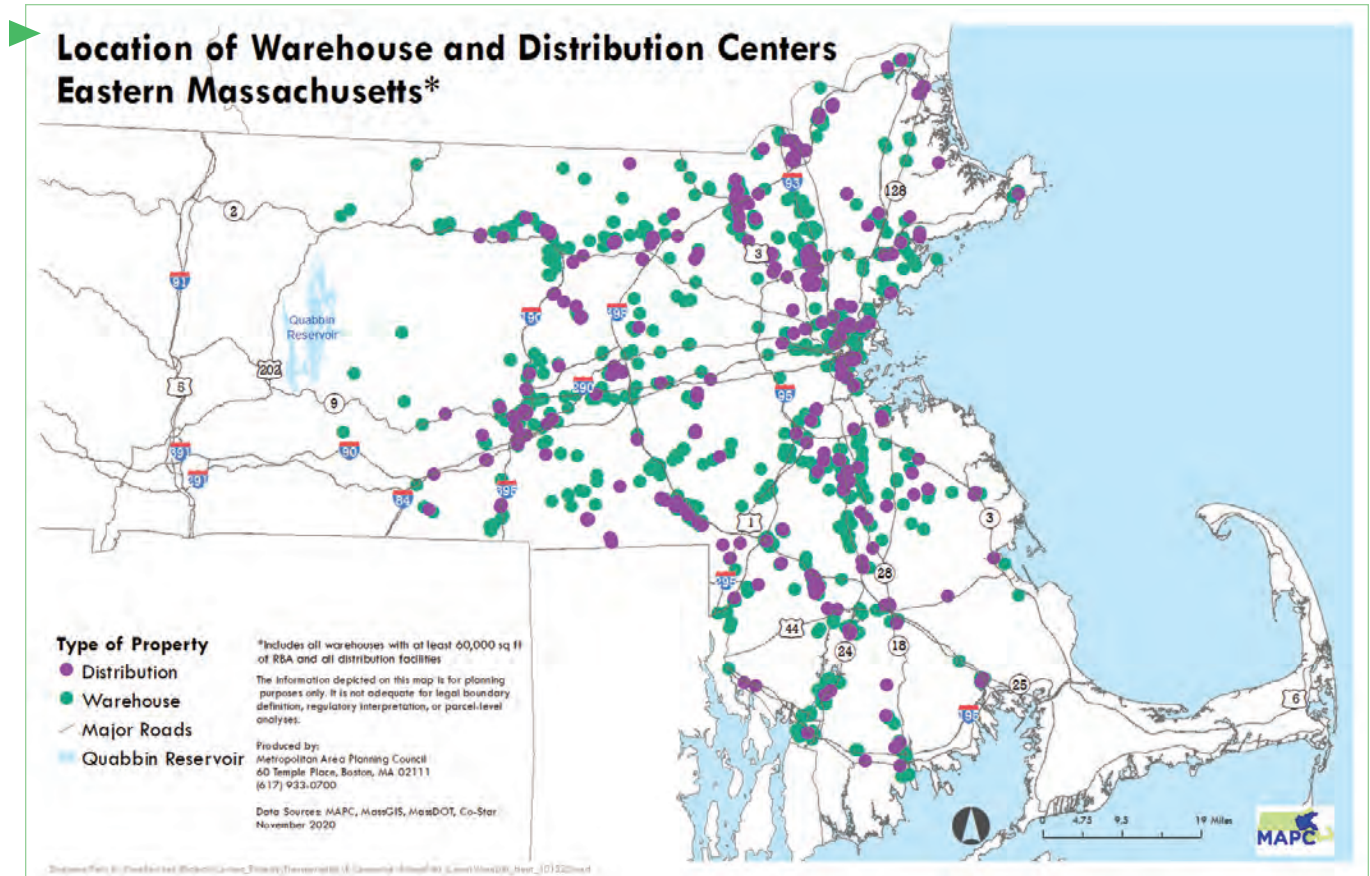 Location of Warehouse and Distribution Centers
Eastern Massachusetts*
2
93
128
3
91
Quabbin
Reservoir
190
495
202
5
290
9
95
391
90
291
84
395
1
3
295
28
44
24
18
25
6
195
Type of Property
Distribution
Warehouse
Major Roads
Quabbin Reservoir
*Includes all warehouses with at least 60,000 sq ft
of RBA and all distribution facilities
The information depicted on this map is for planning
purposes only. It is not adequate for legal boundary
definition, regulatory interpretation, or parcel-level
analyses.
Produced by:
Metropolitan Area Planning Council
60 Temple Place, Boston, MA 02111
(617) 933-0700
Data Sources: MAPC, MassGIS, MassDOT, Co-Star
November 2020
0 4.75 9.5 19 Miles
MAPC